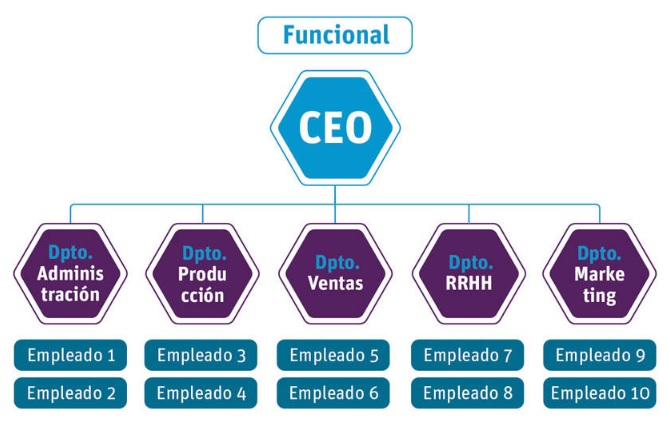 Funcional
CEO
Dpto.
Adminis
tración
Dpto.
Produ
cción
Dpto.
Ventas
Dpto.
RRHH
Dpto.
Marke
ting
Empleado 1
Empleado 3
Empleado 5
Empleado 7
Empleado 9
Empleado 2
Empleado 4
Empleado 6
Empleado 8
Empleado 10